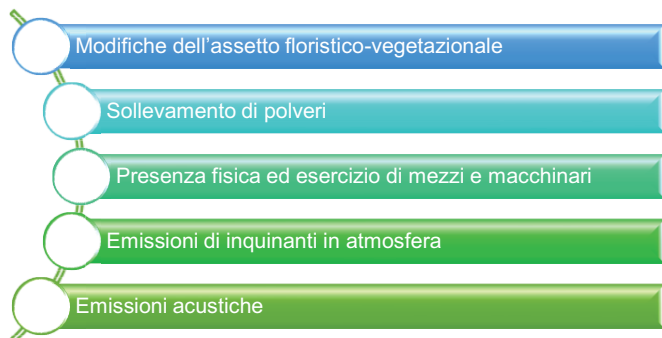 Modifiche dell'assetto floristico-vegetazionale
Sollevamento di polveri
Presenza fisica ed esercizio di mezzi e macchinari
Emissioni di inquinanti in atmosfera
Emissioni acustiche